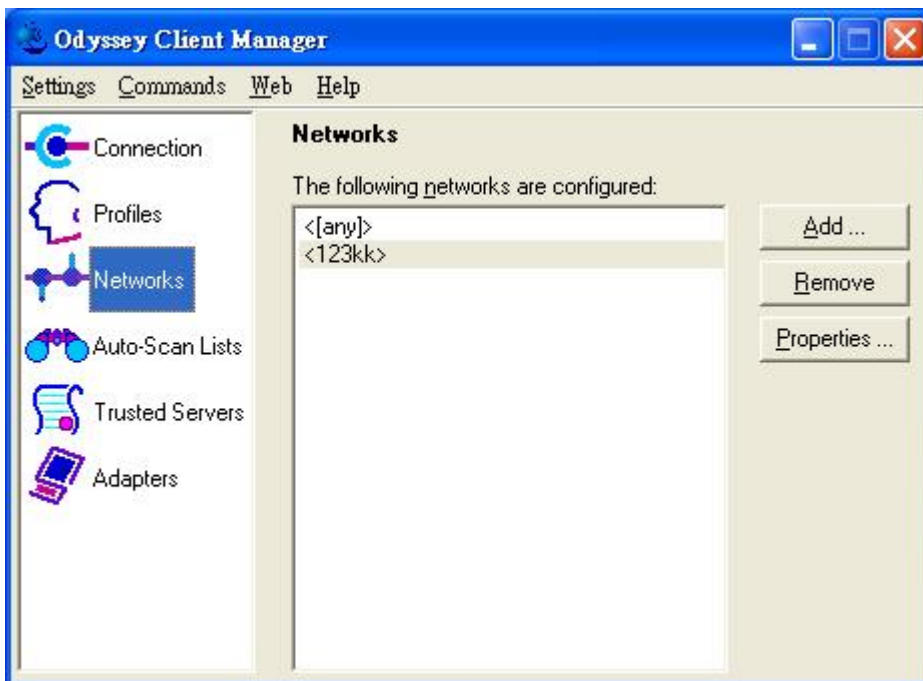 Odyssey Client Manager
Settings Commands Web Help
Connection
Profiles
Networks
Auto-Scan Lists
Trusted Servers
Adapters
Networks
The following networks are configured:
<[any]>
<123kk>
Add ...
Remove
Properties ...